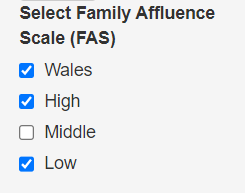 Select Family Affluence
Scale (FAS)
Wales
High
Middle
Low